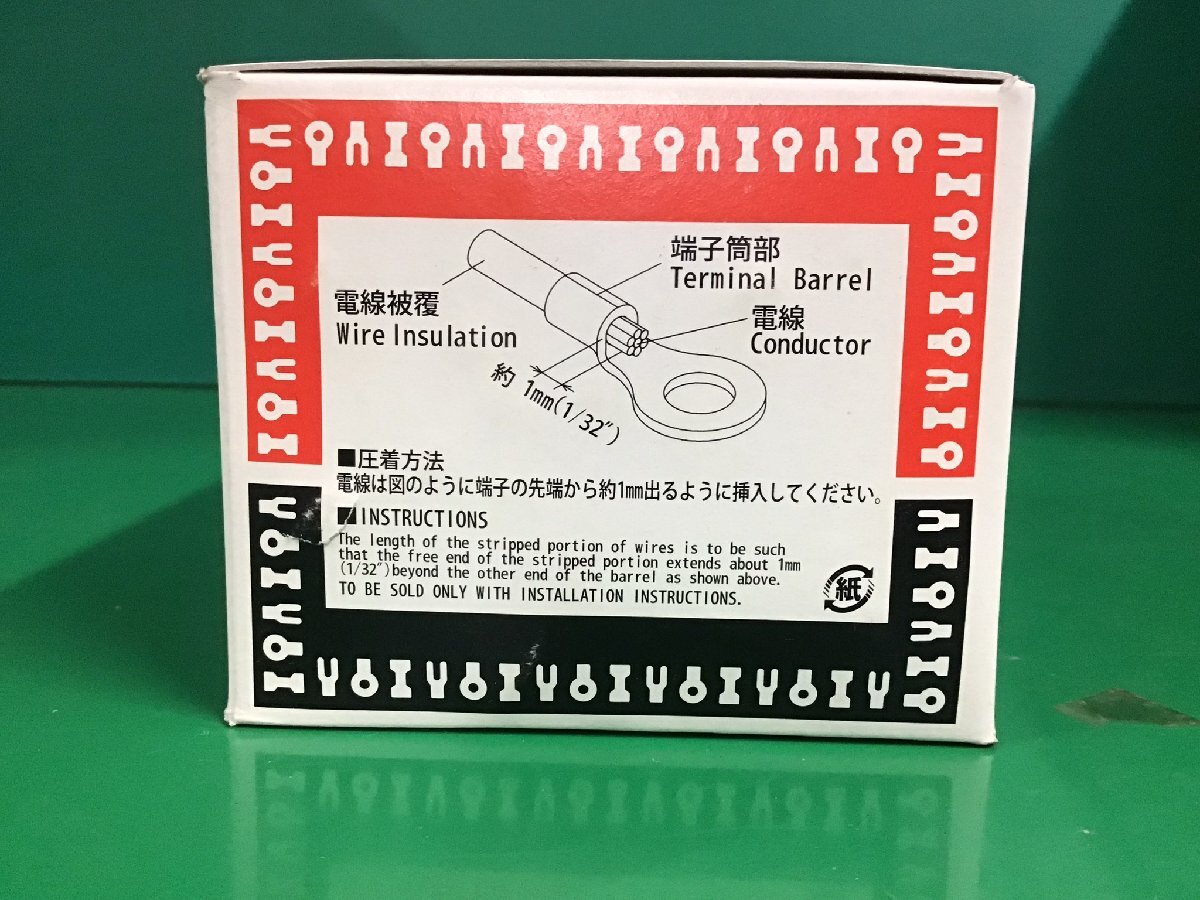 端子筒部
Terminal Barrel
電線被覆
Wire Insulation
電線
Conductor
約 1mm(1/32")
■圧着方法
電線は図のように端子の先端から約1mm出るように挿入してください。
■INSTRUCTIONS
The length of the stripped portion of wires is to be such
that the free end of the stripped portion extends about 1mm
(1/32")beyond the other end of the barrel as shown above.
TO BE SOLD ONLY WITH INSTALLATION INSTRUCTIONS.
紙